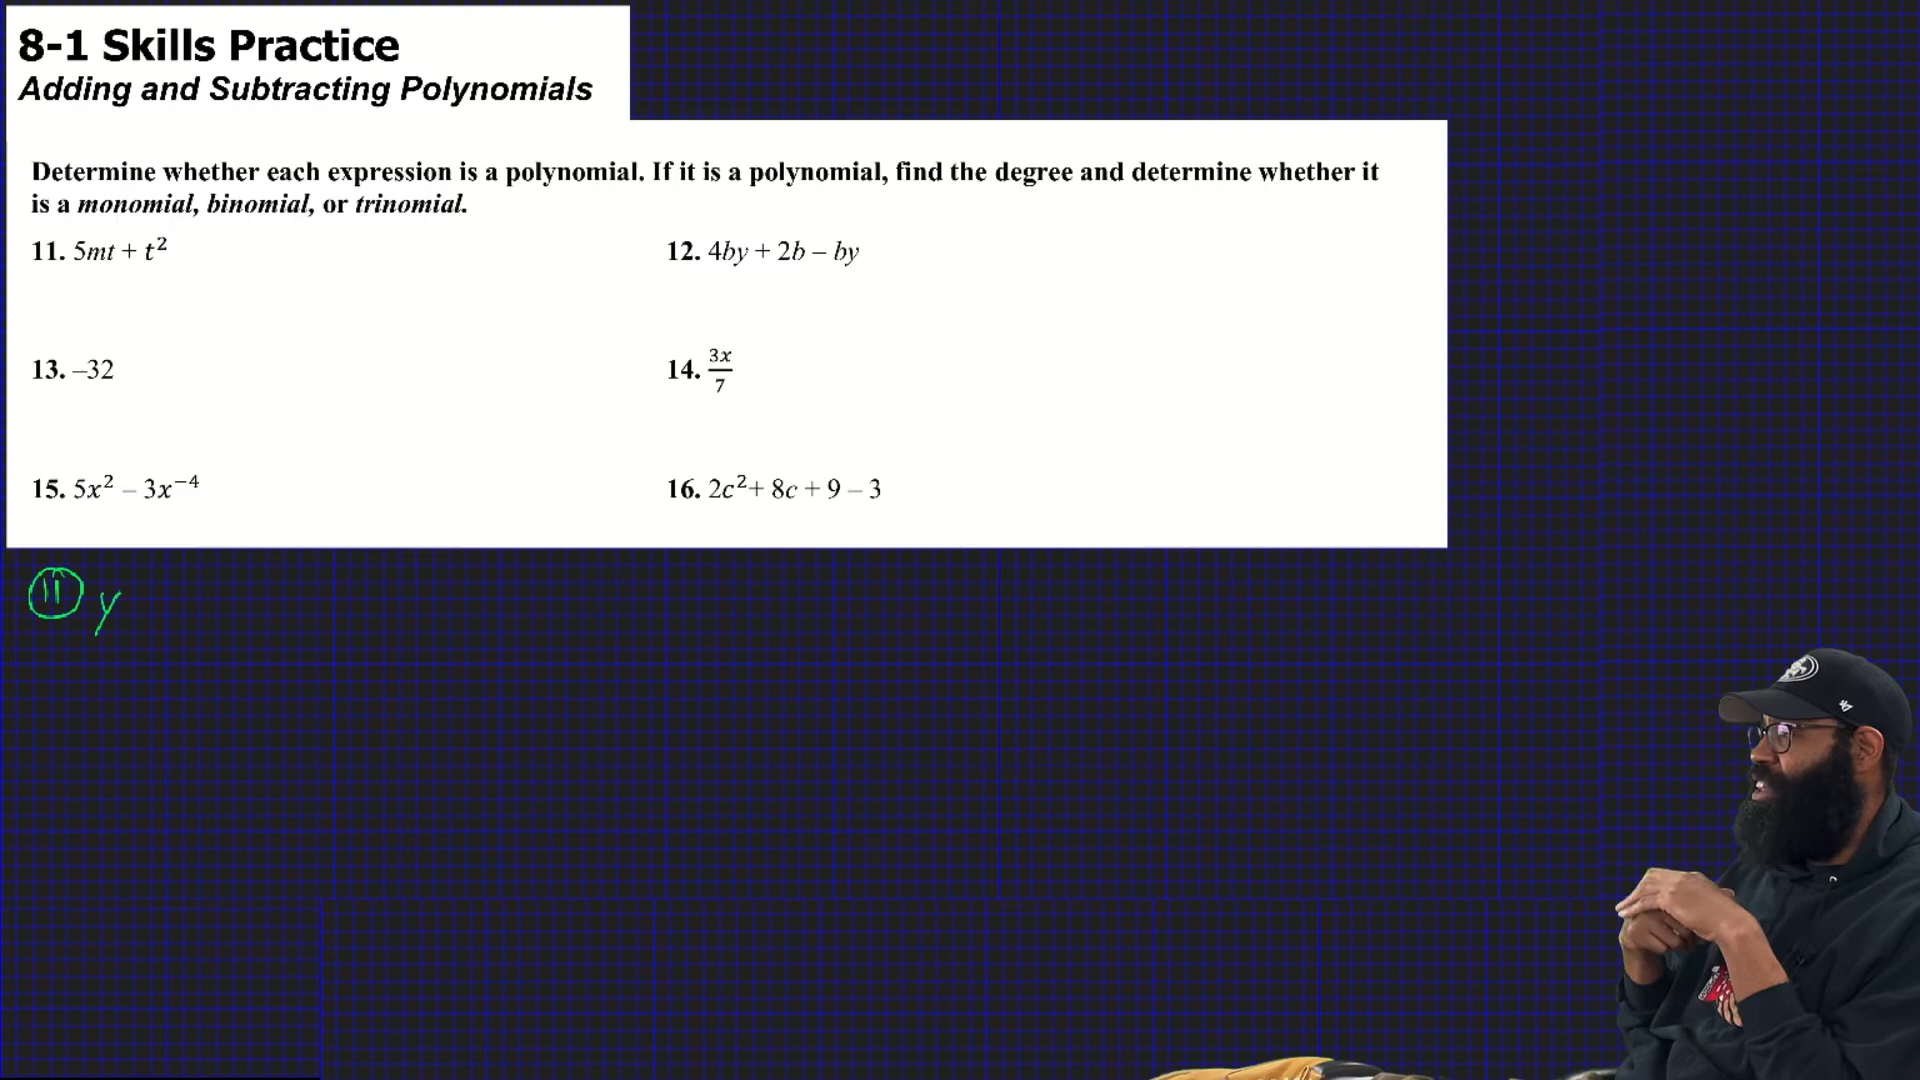 8-1 Skills Practice
Adding and Subtracting Polynomials
Determine whether each expression is a polynomial. If it is a polynomial, find the degree and determine whether it
is a monomial, binomial, or trinomial.
11. 5mt + t²
12. 4by + 2b – by
13. –32
14. 3x/7
15. 5x² – 3x⁻⁴
16. 2c²+ 8c + 9 – 3
11 y
47